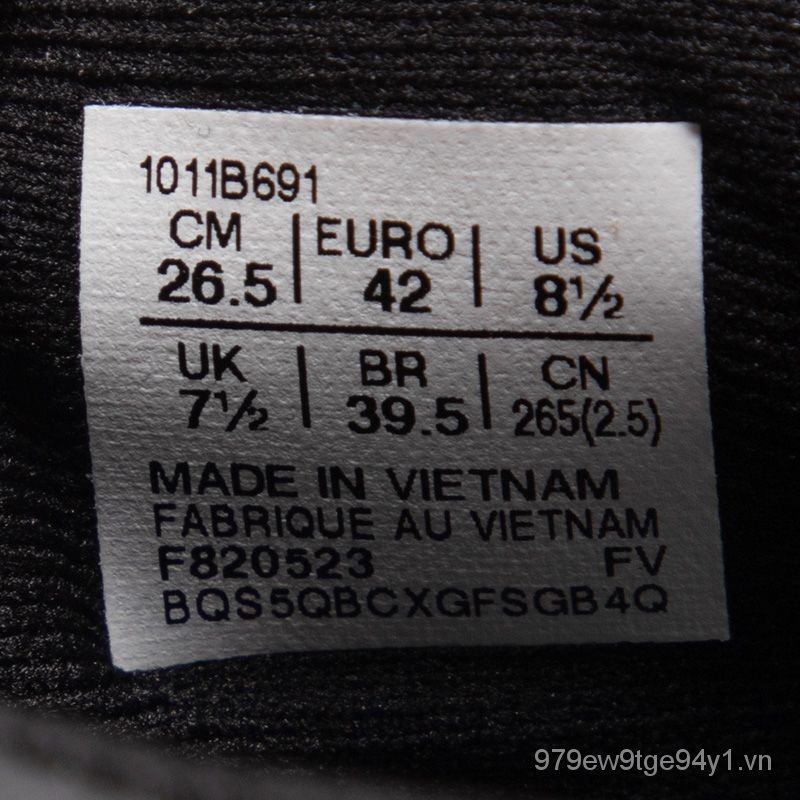 1011B691
CM | EURO | US
26.5 | 42 | 8½
UK | BR | CN
7½ | 39.5 | 265(2.5)
MADE IN VIETNAM
FABRIQUE AU VIETNAM
F820523 FV
BQS5QBCXGFSGB4Q
979ew9tge94y1.vn